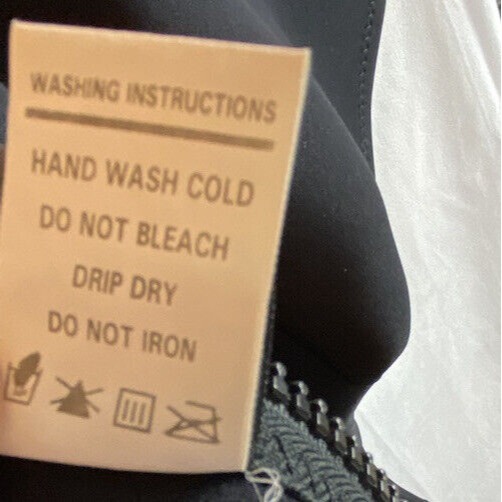 WASHING INSTRUCTIONS
HAND WASH COLD
DO NOT BLEACH
DRIP DRY
DO NOT IRON